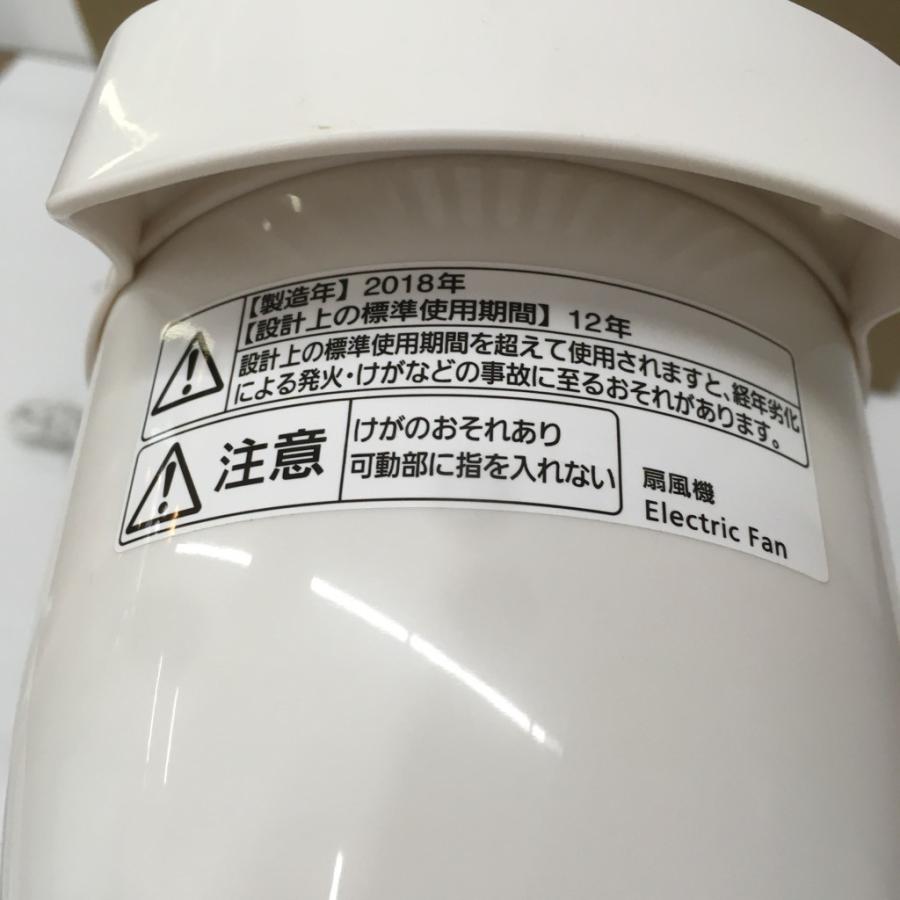 【製造年】2018年
【設計上の標準使用期間】12年
設計上の標準使用期間を超えて使用されますと、経年劣化
による発火・けがなどの事故に至るおそれがあります。
注意
けがのおそれあり
可動部に指を入れない
扇風機
Electric Fan